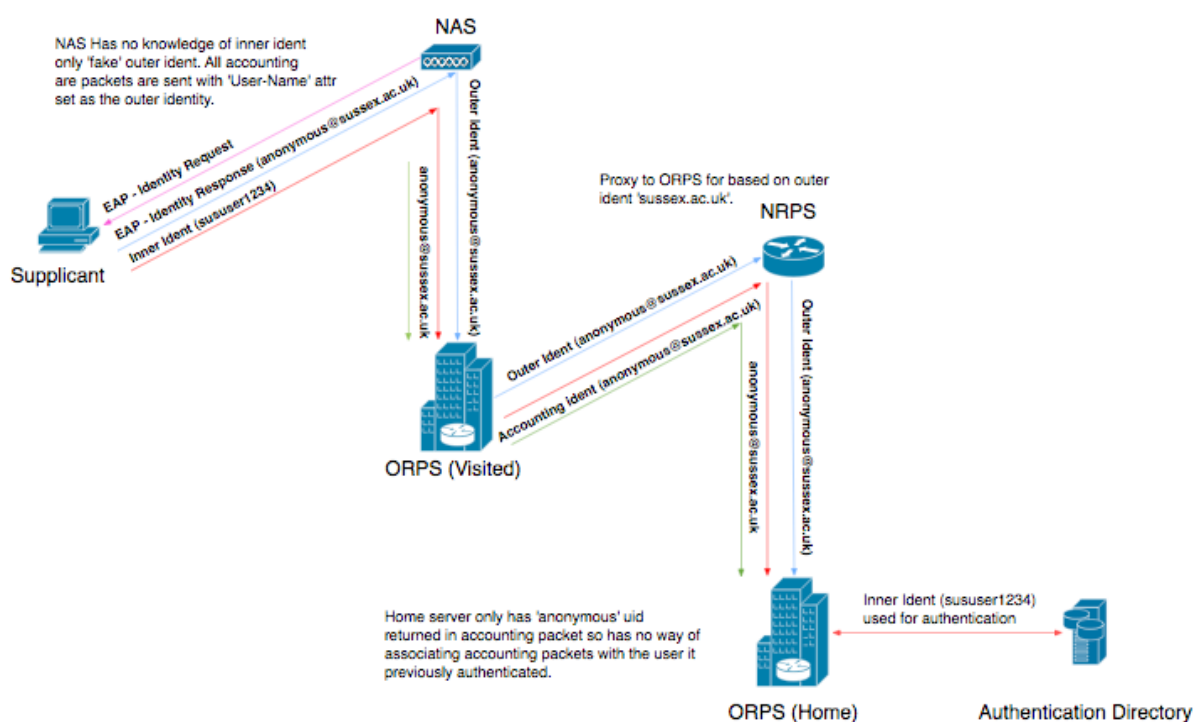 NAS
NAS Has no knowledge of inner ident
only 'fake' outer ident. All accounting
are packets are sent with 'User-Name' attr
set as the outer identity.
EAP - Identity Request
EAP - Identity Response (anonymous@sussex.ac.uk)
Inner Ident (sususer1234)
Supplicant
anonymous@sussex.ac.uk
Outer Ident (anonymous@sussex.ac.uk)
Proxy to ORPS for based on outer
ident 'sussex.ac.uk'.
NRPS
Outer Ident (anonymous@sussex.ac.uk)
Accounting ident (anonymous@sussex.ac.uk)
ORPS (Visited)
anonymous@sussex.ac.uk
Outer Ident (anonymous@sussex.ac.uk)
Home server only has 'anonymous' uid
returned in accounting packet so has no way of
associating accounting packets with the user it
previously authenticated.
Inner Ident (sususer1234)
used for authentication
ORPS (Home)
Authentication Directory